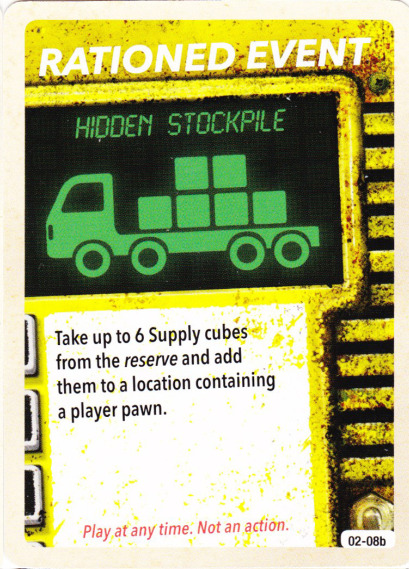 RATIONED EVENT
HIDDEN STOCKPILE
Take up to 6 Supply cubes
from the reserve and add
them to a location containing
a player pawn.
Play at any time. Not an action.
02-08b